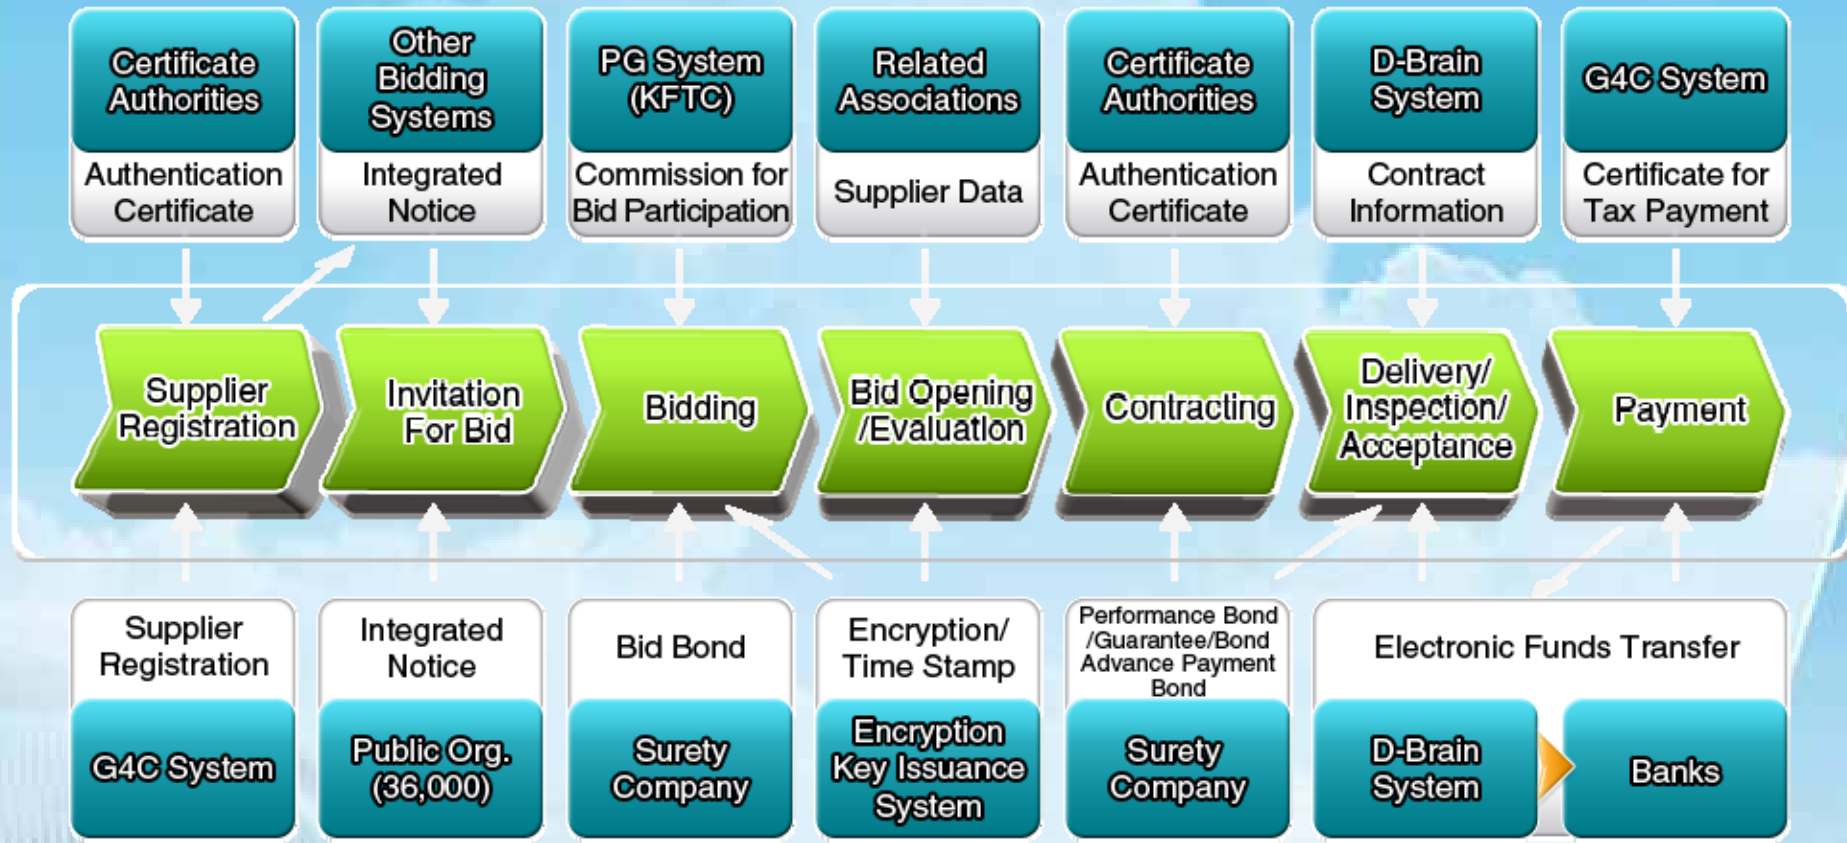 Certificate
Authorities
Authentication
Certificate
Other
Bidding
Systems
Integrated
Notice
PG System
(KFTC)
Commission for
Bid Participation
Related
Associations
Supplier Data
Certificate
Authorities
Authentication
Certificate
D-Brain
System
Contract
Information
G4C System
Certificate for
Tax Payment
Supplier
Registration
Invitation
For Bid
Bidding
Bid Opening
/Evaluation
Contracting
Delivery/
Inspection/
Acceptance
Payment
Supplier
Registration
G4C System
Integrated
Notice
Public Org.
(36,000)
Bid Bond
Surety
Company
Encryption/
Time Stamp
Encryption
Key Issuance
System
Performance Bond
/Guarantee/Bond
Advance Payment
Bond
Surety
Company
Electronic Funds Transfer
D-Brain
System
Banks